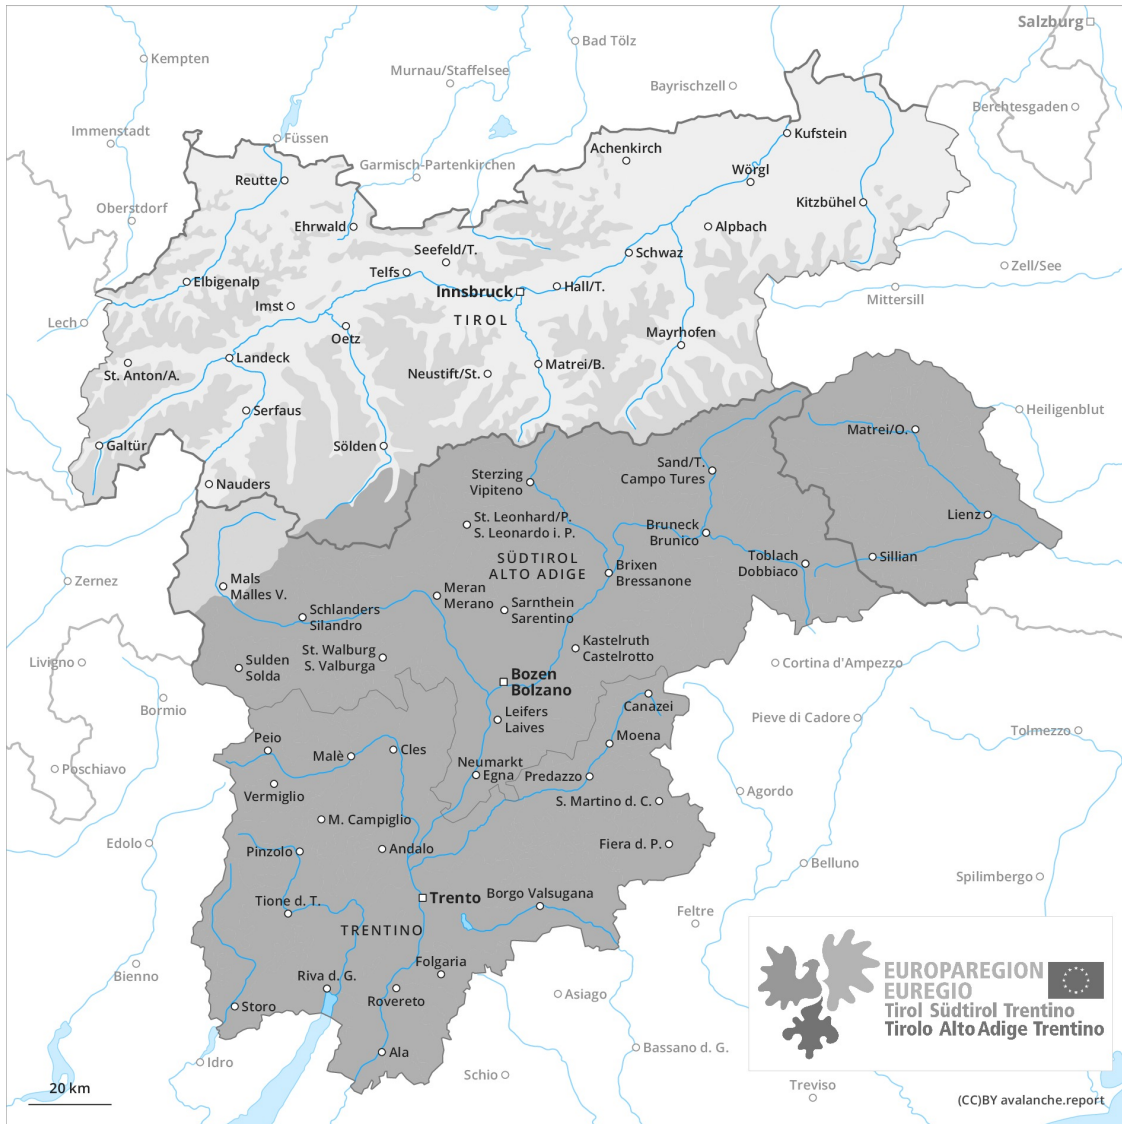 Salzburg
Bad Tölz
Kempten
Murnau/Staffelsee
Bayrischzell
Berchtesgaden
Immenstadt
Füssen
Kufstein
Achenkirch
Garmisch-Partenkirchen
Wörgl
Reutte
Kitzbühel
Oberstdorf
Ehrwald
Alpbach
Seefeld/T.
Schwaz
Zell/See
Telfs
Elbigenalp
Hall/T.
Innsbruck
Mittersill
Imst
TIROL
Lech
Oetz
Mayrhofen
Landeck
St. Anton/A.
Neustift/St.
Matrei/B.
Serfaus
Heiligenblut
Matrei/O.
Galtür
Sölden
Nauders
Sterzing
Vipiteno
Sand/T.
Campo Tures
St. Leonhard/P.
S. Leonardo i. P.
Bruneck
Brunico
Lienz
SÜDTIROL
ALTO ADIGE
Toblach
Dobbiaco
Sillian
Brixen
Bressanone
Zernez
Mals
Malles V.
Meran
Merano
Sarnthein
Sarentino
Schlanders
Silandro
St. Walburg
S. Valburga
Kastelruth
Castelrotto
Livigno
Sulden
Solda
Cortina d'Ampezzo
Bozen
Bolzano
Bormio
Canazei
Leifers
Laives
Pieve di Cadore
Tolmezzo
Peio
Malè
Cles
Moena
Poschiavo
Neumarkt
Egna
Predazzo
Vermiglio
Agordo
S. Martino d. C.
M. Campiglio
Edolo
Pinzolo
Andalo
Fiera d. P.
Belluno
Spilimbergo
Tione d. T.
Trento
Borgo Valsugana
Feltre
TRENTINO
Bienno
Riva d. G.
Folgaria
Storo
Rovereto
Asiago
EUROPAREGION
EUREGIO
Tirol Südtirol Trentino
Tirolo Alto Adige Trentino
Idro
Ala
Bassano d. G.
Schio
Treviso
20 km
(CC)BY avalanche.report